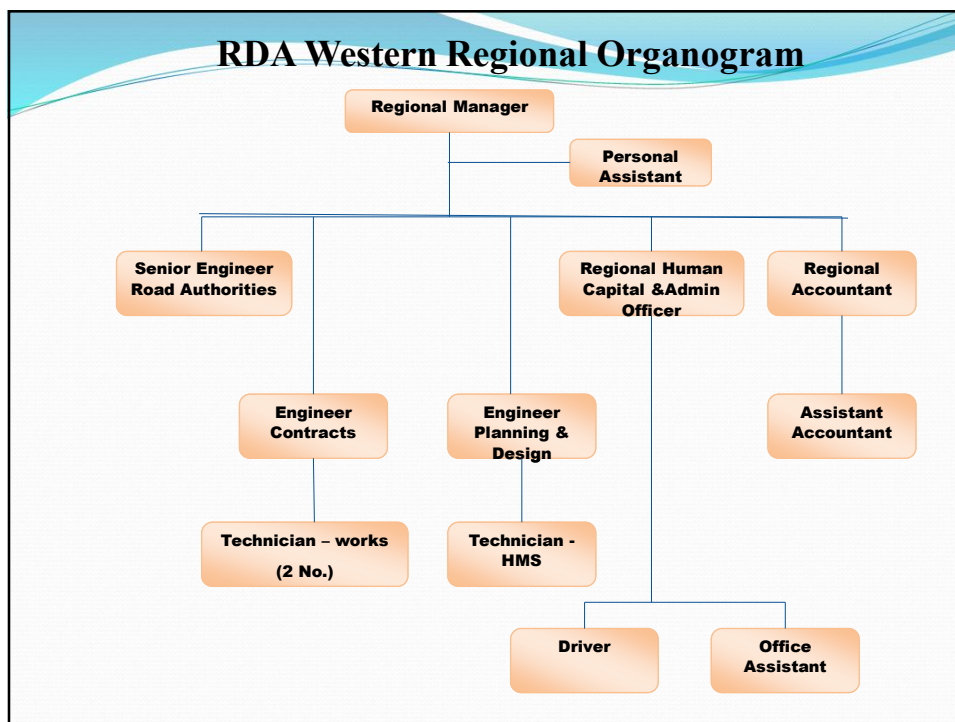 RDA Western Regional Organogram
Regional Manager
Personal
Assistant
Senior Engineer
Road Authorities
Regional Human
Capital &Admin
Officer
Regional
Accountant
Engineer
Contracts
Engineer
Planning &
Design
Assistant
Accountant
Technician – works
(2 No.)
Technician -
HMS
Driver
Office
Assistant